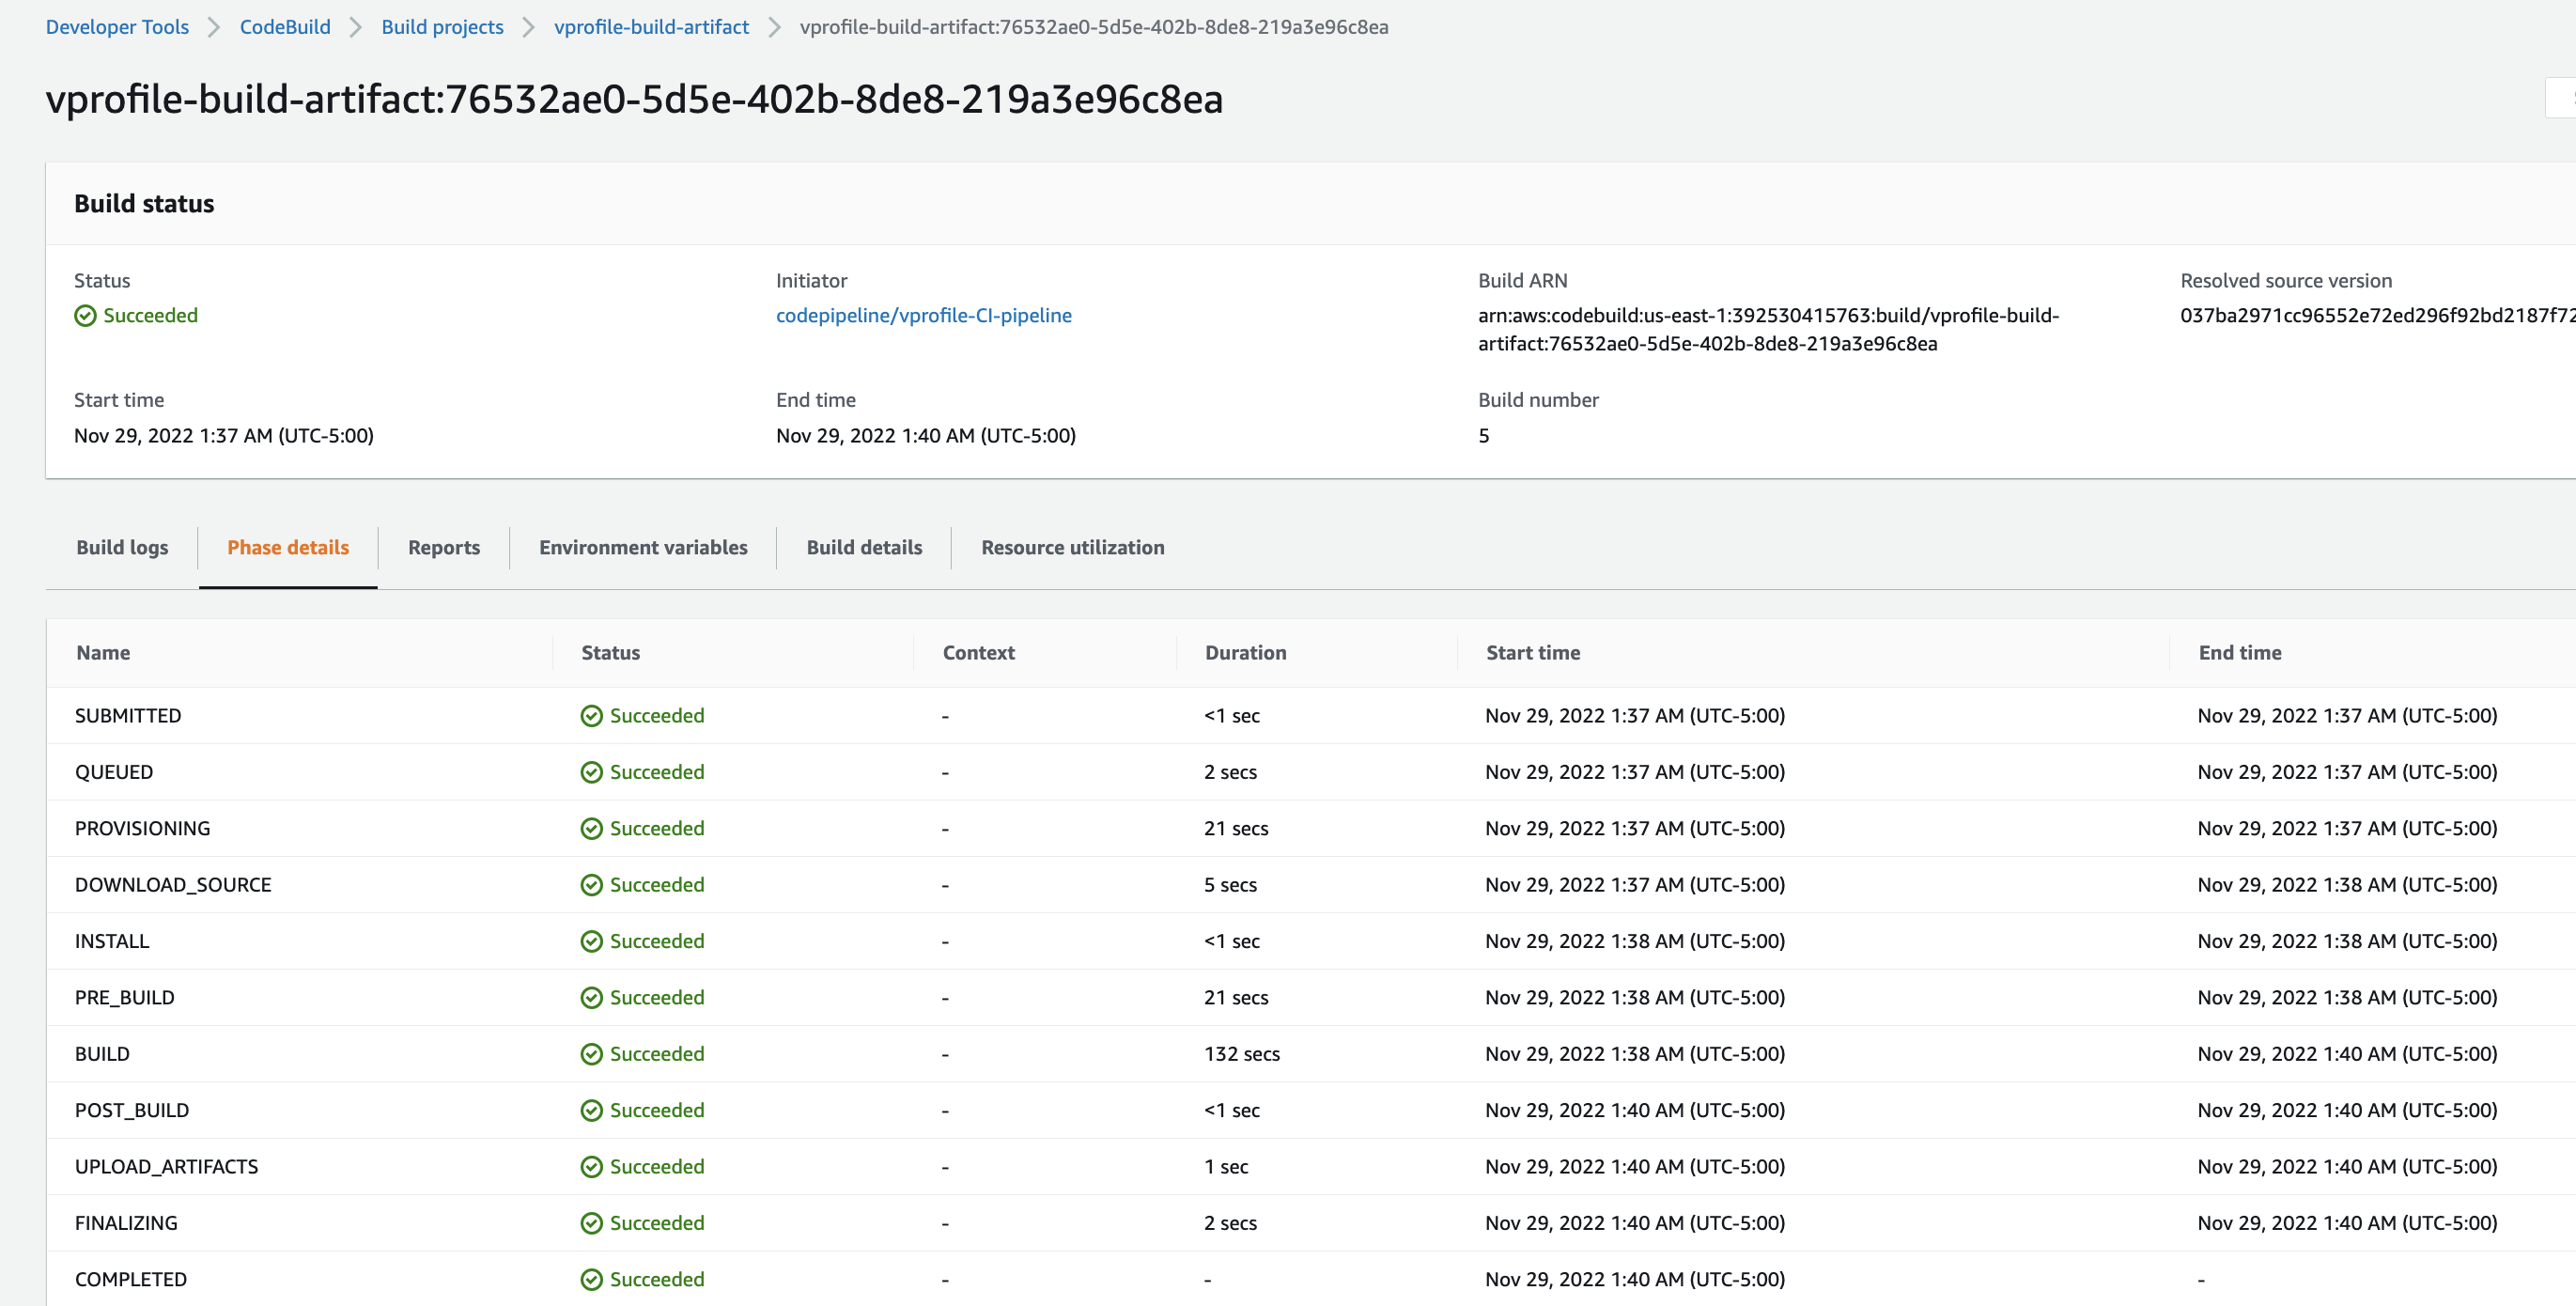 Developer Tools > CodeBuild > Build projects > vprofile-build-artifact > vprofile-build-artifact:76532ae0-5d5e-402b-8de8-219a3e96c8ea
vprofile-build-artifact:76532ae0-5d5e-402b-8de8-219a3e96c8ea
Build status
Status Initiator Build ARN Resolved source version
Succeeded codepipeline/vprofile-CI-pipeline arn:aws:codebuild:us-east-1:392530415763:build/vprofile-build- 037ba2971cc96552e72ed296f92bd2187f72
artifact:76532ae0-5d5e-402b-8de8-219a3e96c8ea
Start time End time Build number
Nov 29, 2022 1:37 AM (UTC-5:00) Nov 29, 2022 1:40 AM (UTC-5:00) 5
Build logs Phase details Reports Environment variables Build details Resource utilization
Name Status Context Duration Start time End time
SUBMITTED Succeeded - <1 sec Nov 29, 2022 1:37 AM (UTC-5:00) Nov 29, 2022 1:37 AM (UTC-5:00)
QUEUED Succeeded - 2 secs Nov 29, 2022 1:37 AM (UTC-5:00) Nov 29, 2022 1:37 AM (UTC-5:00)
PROVISIONING Succeeded - 21 secs Nov 29, 2022 1:37 AM (UTC-5:00) Nov 29, 2022 1:37 AM (UTC-5:00)
DOWNLOAD_SOURCE Succeeded - 5 secs Nov 29, 2022 1:37 AM (UTC-5:00) Nov 29, 2022 1:38 AM (UTC-5:00)
INSTALL Succeeded - <1 sec Nov 29, 2022 1:38 AM (UTC-5:00) Nov 29, 2022 1:38 AM (UTC-5:00)
PRE_BUILD Succeeded - 21 secs Nov 29, 2022 1:38 AM (UTC-5:00) Nov 29, 2022 1:38 AM (UTC-5:00)
BUILD Succeeded - 132 secs Nov 29, 2022 1:38 AM (UTC-5:00) Nov 29, 2022 1:40 AM (UTC-5:00)
POST_BUILD Succeeded - <1 sec Nov 29, 2022 1:40 AM (UTC-5:00) Nov 29, 2022 1:40 AM (UTC-5:00)
UPLOAD_ARTIFACTS Succeeded - 1 sec Nov 29, 2022 1:40 AM (UTC-5:00) Nov 29, 2022 1:40 AM (UTC-5:00)
FINALIZING Succeeded - 2 secs Nov 29, 2022 1:40 AM (UTC-5:00) Nov 29, 2022 1:40 AM (UTC-5:00)
COMPLETED Succeeded - - Nov 29, 2022 1:40 AM (UTC-5:00) -